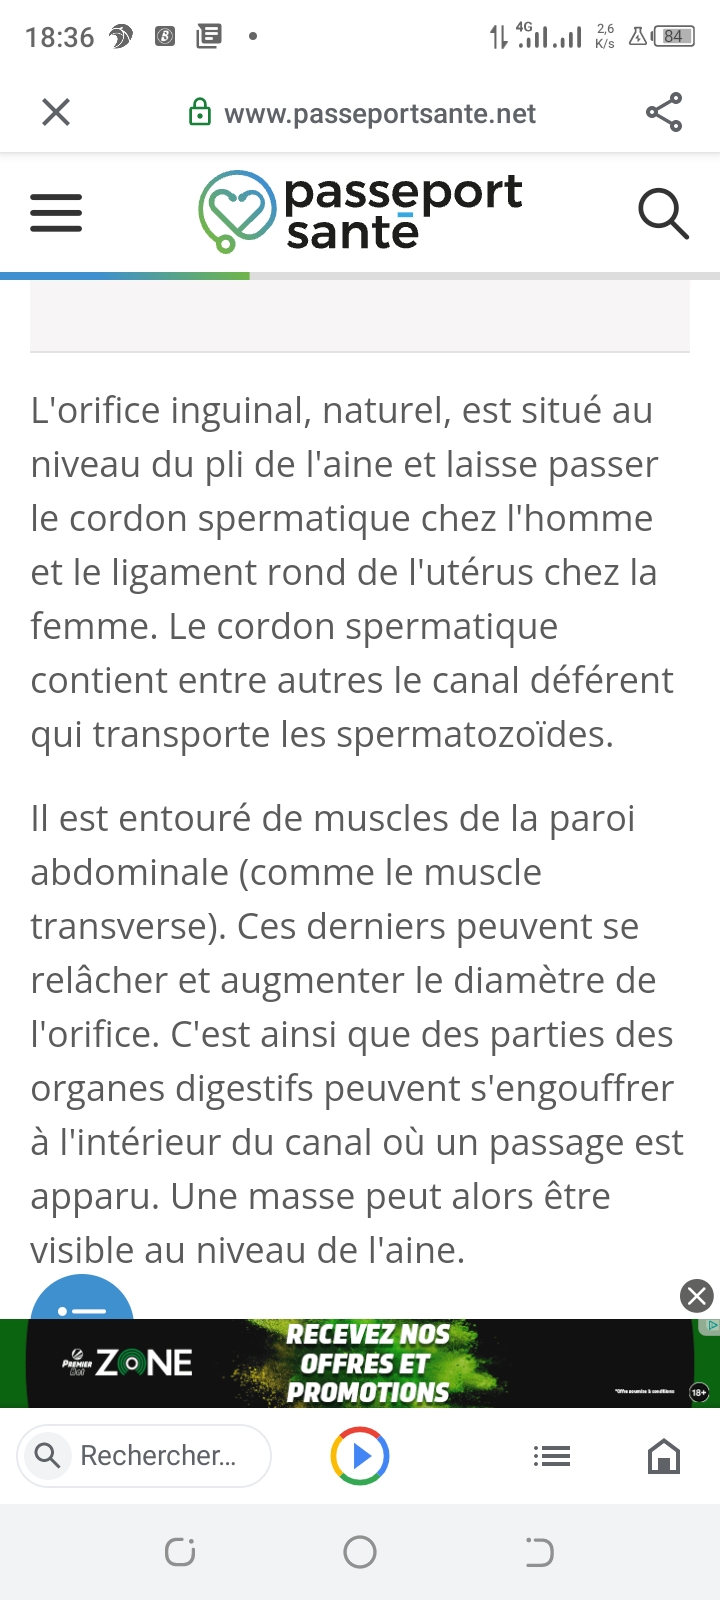 18:36
4G
2,6
K/s
84
www.passeportsante.net
passeport
santé
L'orifice inguinal, naturel, est situé au
niveau du pli de l'aine et laisse passer
le cordon spermatique chez l'homme
et le ligament rond de l'utérus chez la
femme. Le cordon spermatique
contient entre autres le canal déférent
qui transporte les spermatozoïdes.
Il est entouré de muscles de la paroi
abdominale (comme le muscle
transverse). Ces derniers peuvent se
relâcher et augmenter le diamètre de
l'orifice. C'est ainsi que des parties des
organes digestifs peuvent s'engouffrer
à l'intérieur du canal où un passage est
apparu. Une masse peut alors être
visible au niveau de l'aine.
PREMIER
Bet
ZONE
RECEVEZ NOS
OFFRES ET
PROMOTIONS
*Offre soumise à conditions
18+
Rechercher...